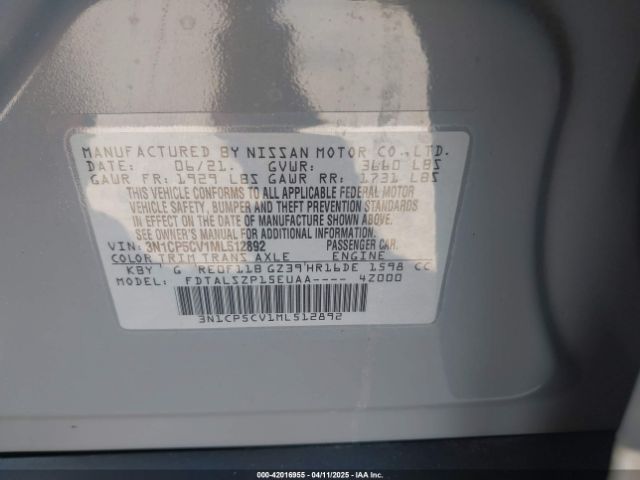 MANUFACTURED BY NISSAN MOTOR CO.,LTD.
DATE: 06/21. GVWR: 3660 LBS
GAWR FR: 1929 LBS GAWR RR: 1731 LBS
THIS VEHICLE CONFORMS TO ALL APPLICABLE FEDERAL MOTOR
VEHICLE SAFETY, BUMPER AND THEFT PREVENTION STANDARDS
IN EFFECT ON THE DATE OF MANUFACTURE SHOWN ABOVE.
SEE OWNER'S MANUAL FOR ADDITIONAL INFORMATION.
VIN: 3N1CP5CV1ML512892 PASSENGER CAR.
COLOR TRIM TRANS AXLE ENGINE
KBY G RE0F11B GZ39 HR16DE 1598 CC
MODEL: FDTALSZP15EUAA---- 4Z000
3N1CP5CV1ML512892
000-42016955 - 04/11/2025 - IAA Inc.